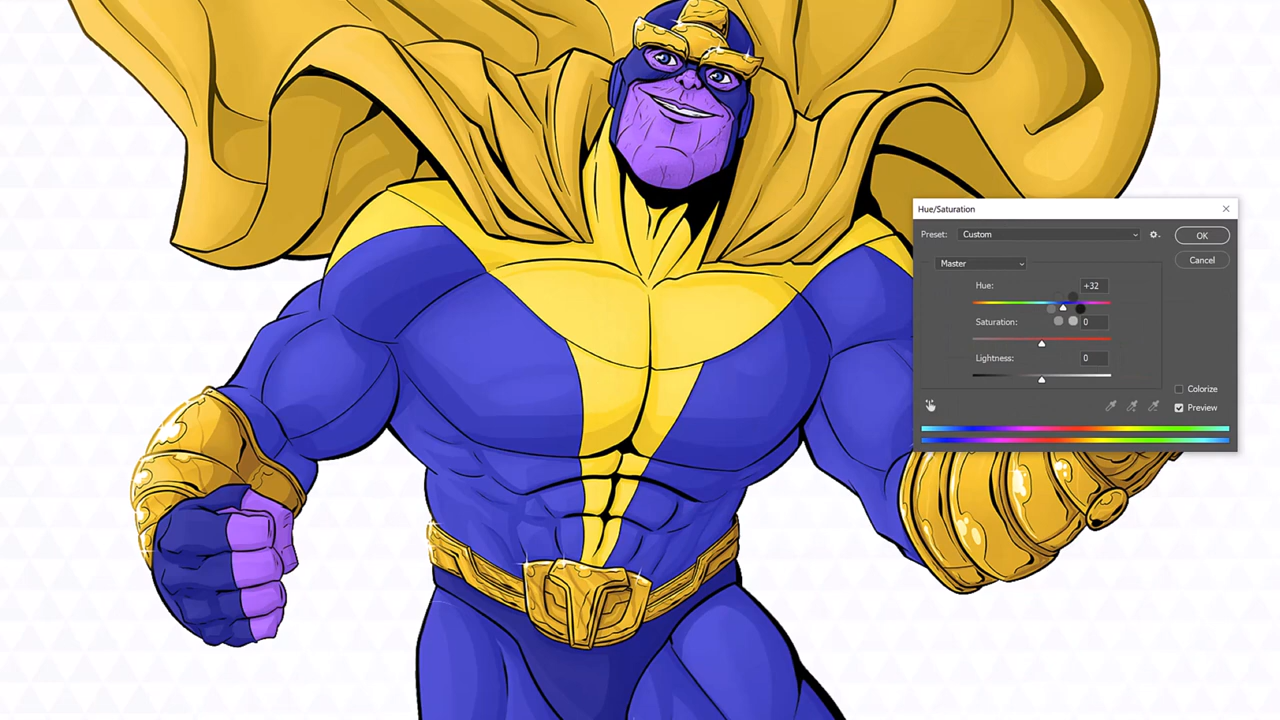 Hue/Saturation
Preset: Custom
OK
Master
Cancel
Hue: +32
Saturation: 0
Lightness: 0
Colorize
Preview